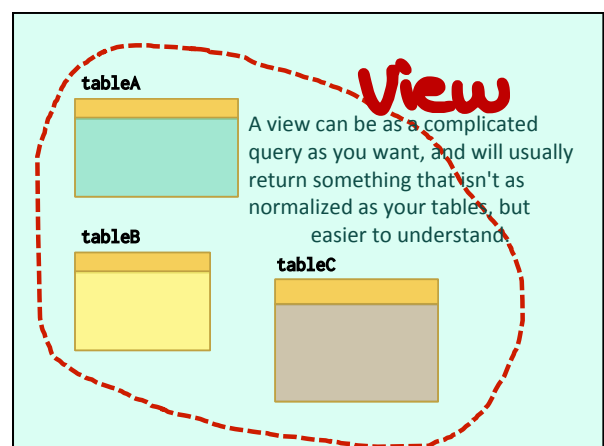 tableA
View
A view can be as a complicated
query as you want, and will usually
return something that isn't as
normalized as your tables, but
easier to understand.
tableB
tableC